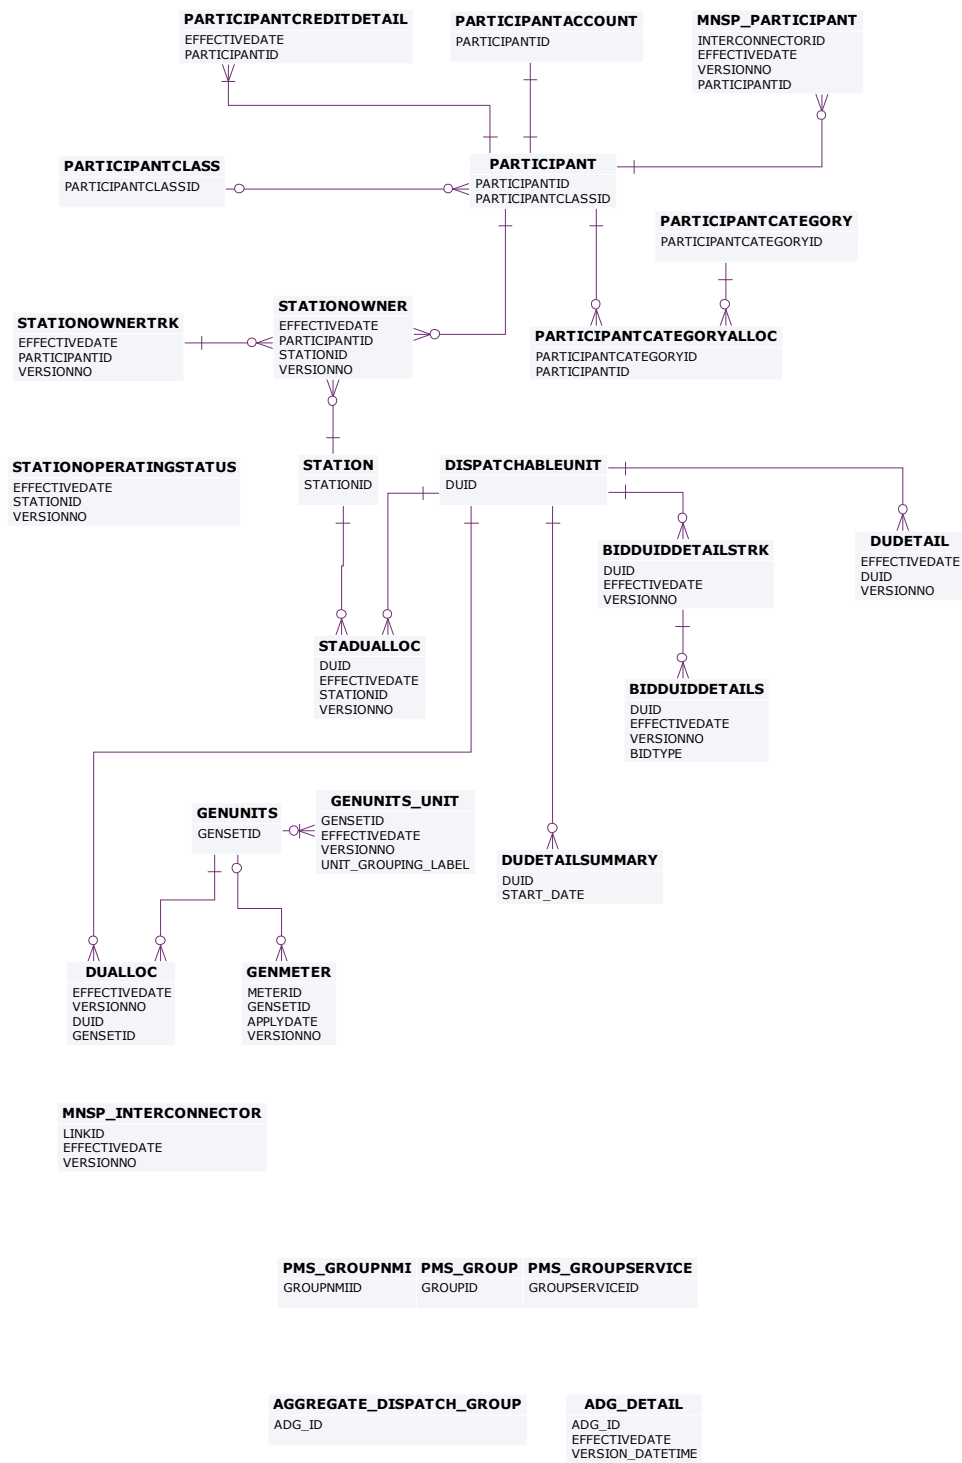 PARTICIPANTCREDITDETAIL
EFFECTIVEDATE
PARTICIPANTID
PARTICIPANTACCOUNT
PARTICIPANTID
MNSP_PARTICIPANT
INTERCONNECTORID
EFFECTIVEDATE
VERSIONNO
PARTICIPANTID
PARTICIPANTCLASS
PARTICIPANTCLASSID
PARTICIPANT
PARTICIPANTID
PARTICIPANTCLASSID
PARTICIPANTCATEGORY
PARTICIPANTCATEGORYID
STATIONOWNERTRK
EFFECTIVEDATE
PARTICIPANTID
VERSIONNO
STATIONOWNER
EFFECTIVEDATE
PARTICIPANTID
STATIONID
VERSIONNO
PARTICIPANTCATEGORYALLOC
PARTICIPANTCATEGORYID
PARTICIPANTID
STATIONOPERATINGSTATUS
EFFECTIVEDATE
STATIONID
VERSIONNO
STATION
STATIONID
DISPATCHABLEUNIT
DUID
BIDDUIDDETAILSTRK
DUID
EFFECTIVEDATE
VERSIONNO
DUDETAIL
EFFECTIVEDATE
DUID
VERSIONNO
STADUALLOC
DUID
EFFECTIVEDATE
STATIONID
VERSIONNO
BIDDUIDDETAILS
DUID
EFFECTIVEDATE
VERSIONNO
BIDTYPE
GENUNITS
GENSETID
GENUNITS_UNIT
GENSETID
EFFECTIVEDATE
VERSIONNO
UNIT_GROUPING_LABEL
DUDETAILSUMMARY
DUID
START_DATE
DUALLOC
EFFECTIVEDATE
VERSIONNO
DUID
GENSETID
GENMETER
METERID
GENSETID
APPLYDATE
VERSIONNO
MNSP_INTERCONNECTOR
LINKID
EFFECTIVEDATE
VERSIONNO
PMS_GROUPNMI
GROUPNMIID
PMS_GROUP
GROUPID
PMS_GROUPSERVICE
GROUPSERVICEID
AGGREGATE_DISPATCH_GROUP
ADG_ID
ADG_DETAIL
ADG_ID
EFFECTIVEDATE
VERSION_DATETIME